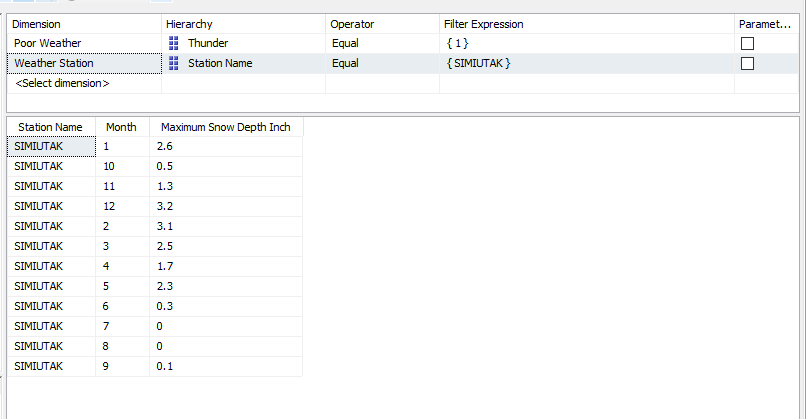 Dimension Hierarchy Operator Filter Expression Paramet...
Poor Weather Thunder Equal { 1 }
Weather Station Station Name Equal { SIMIUTAK }
<Select dimension>
Station Name Month Maximum Snow Depth Inch
SIMIUTAK 1 2.6
SIMIUTAK 10 0.5
SIMIUTAK 11 1.3
SIMIUTAK 12 3.2
SIMIUTAK 2 3.1
SIMIUTAK 3 2.5
SIMIUTAK 4 1.7
SIMIUTAK 5 2.3
SIMIUTAK 6 0.3
SIMIUTAK 7 0
SIMIUTAK 8 0
SIMIUTAK 9 0.1